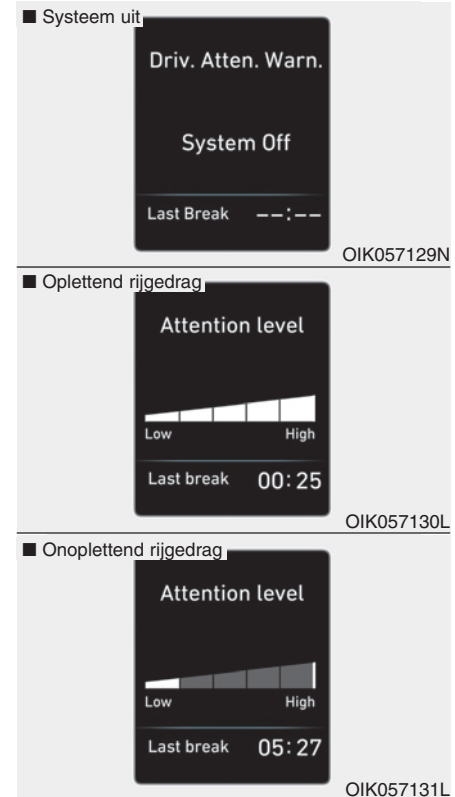 ■ Systeem uit
Driv. Atten. Warn.
System Off
Last Break --:--
OIK057129N
■ Oplettend rijgedrag
Attention level
Low High
Last break 00:25
OIK057130L
■ Onoplettend rijgedrag
Attention level
Low High
Last break 05:27
OIK057131L